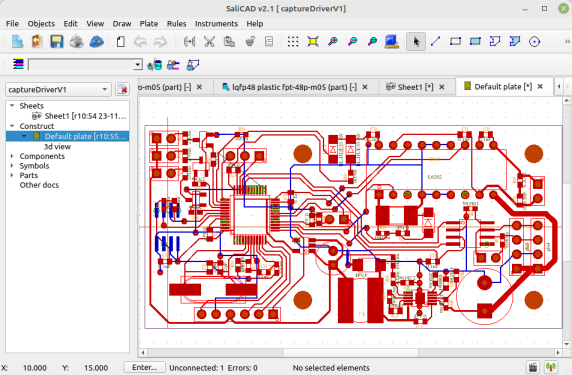 SaliCAD v2.1 [ captureDriverV1]
File Objects Edit View Draw Plate Rules Instruments Help
o-m05 (part) [-] lqfp48 plastic fpt-48p-m05 (part) [-] Sheet1 [*] Default plate [*]
captureDriverV1
Sheets
Sheet1 [r10:54 23-11...
Construct
Default plate [r10:55...
3d view
Components
Symbols
Parts
Other docs
X: 10.000 Y: 15.000 Enter... Unconnected: 1 Errors: 0 No selected elements